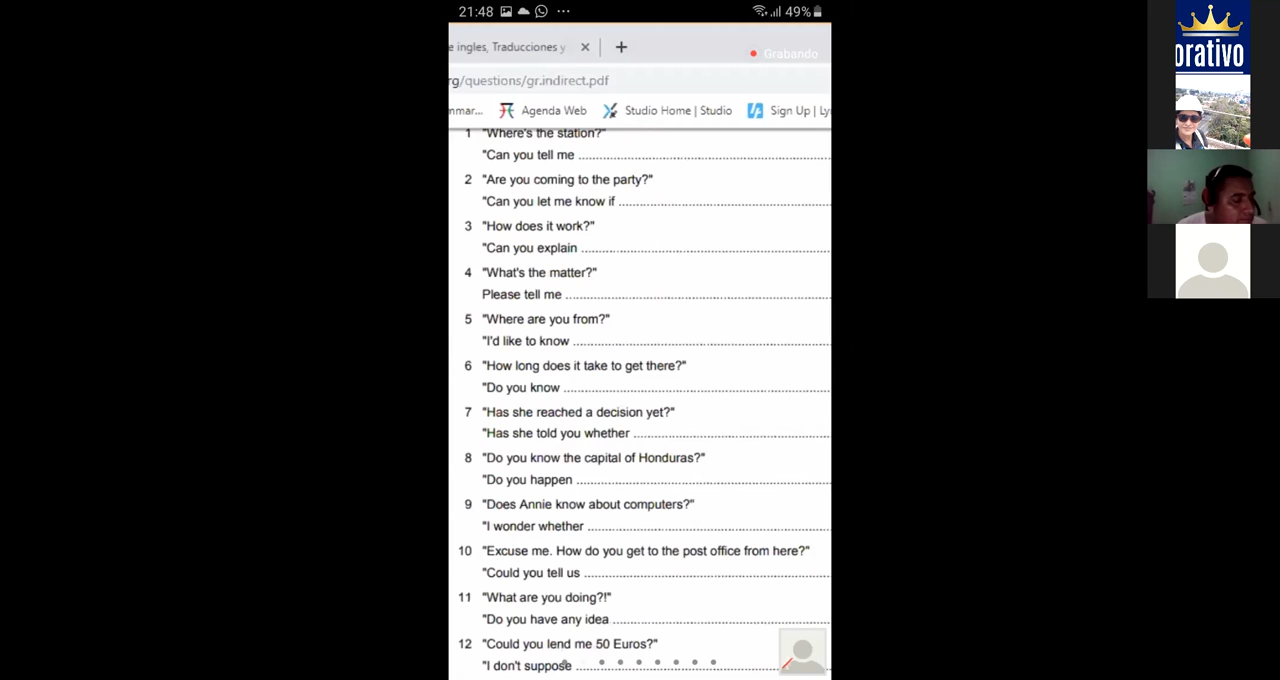 21:48 ... 49%
e ingles, Traducciones y × +
Grabando
rg/questions/gr.indirect.pdf
orativo
mmar... Agenda Web Studio Home | Studio Sign Up | Ly
1 "Where's the station?"
"Can you tell me ..........
2 "Are you coming to the party?"
"Can you let me know if ..........
3 "How does it work?"
"Can you explain ..........
4 "What's the matter?"
Please tell me ..........
5 "Where are you from?"
"I'd like to know ..........
6 "How long does it take to get there?"
"Do you know ..........
7 "Has she reached a decision yet?"
"Has she told you whether ..........
8 "Do you know the capital of Honduras?"
"Do you happen ..........
9 "Does Annie know about computers?"
"I wonder whether ..........
10 "Excuse me. How do you get to the post office from here?"
"Could you tell us ..........
11 "What are you doing?!"
"Do you have any idea ..........
12 "Could you lend me 50 Euros?"
"I don't suppose ..........